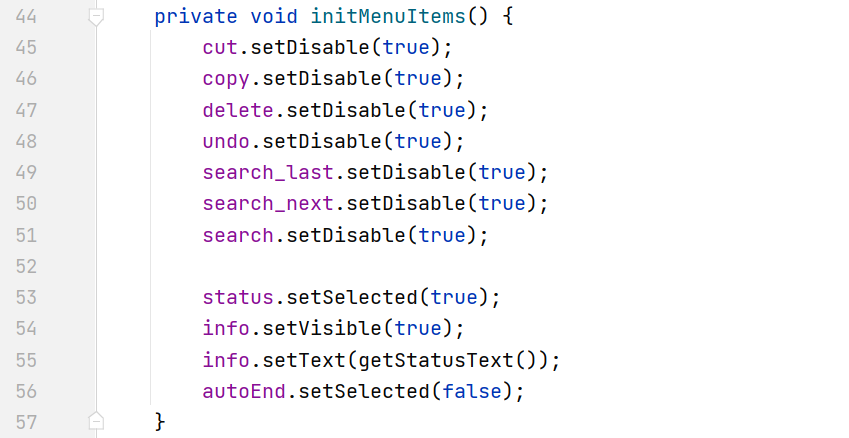 44 private void initMenuItems() {
45 cut.setDisable(true);
46 copy.setDisable(true);
47 delete.setDisable(true);
48 undo.setDisable(true);
49 search_last.setDisable(true);
50 search_next.setDisable(true);
51 search.setDisable(true);
52
53 status.setSelected(true);
54 info.setVisible(true);
55 info.setText(getStatusText());
56 autoEnd.setSelected(false);
57 }